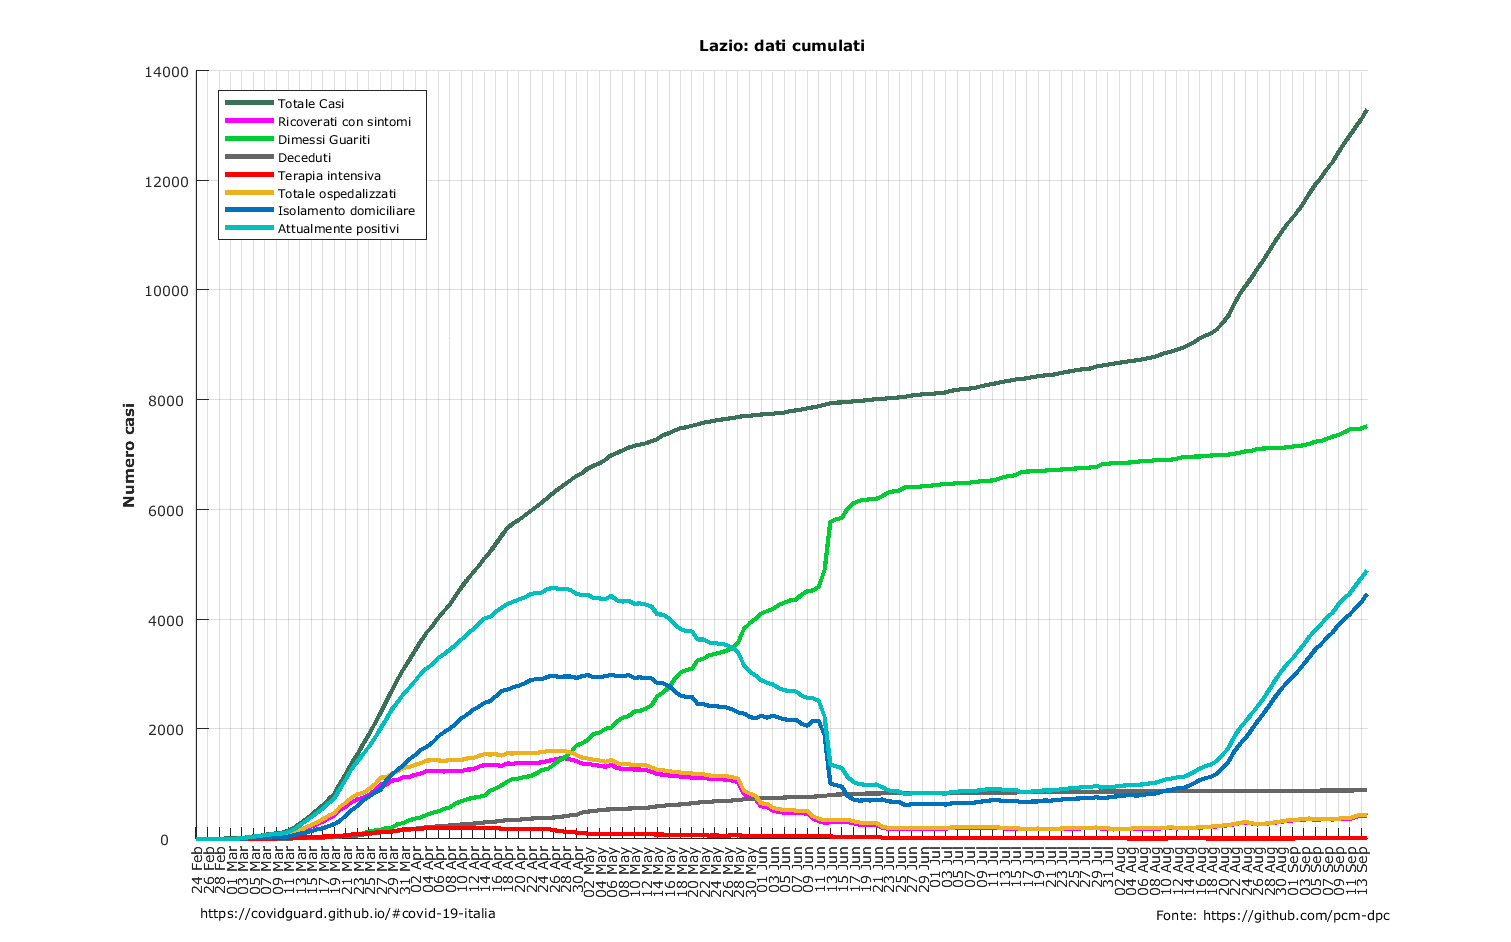 Lazio: dati cumulati
14000
12000
10000
8000
6000
4000
2000
0
Numero casi
Totale Casi
Ricoverati con sintomi
Dimessi Guariti
Deceduti
Terapia intensiva
Totale ospedalizzati
Isolamento domiciliare
Attualmente positivi
24 Feb
26 Feb
28 Feb
01 Mar
03 Mar
05 Mar
07 Mar
09 Mar
11 Mar
13 Mar
15 Mar
17 Mar
19 Mar
21 Mar
23 Mar
25 Mar
27 Mar
29 Mar
31 Mar
02 Apr
04 Apr
06 Apr
08 Apr
10 Apr
12 Apr
14 Apr
16 Apr
18 Apr
20 Apr
22 Apr
24 Apr
26 Apr
28 Apr
30 Apr
02 May
04 May
06 May
08 May
10 May
12 May
14 May
16 May
18 May
20 May
22 May
24 May
26 May
28 May
30 May
01 Jun
03 Jun
05 Jun
07 Jun
09 Jun
11 Jun
13 Jun
15 Jun
17 Jun
19 Jun
21 Jun
23 Jun
25 Jun
27 Jun
29 Jun
01 Jul
03 Jul
05 Jul
07 Jul
09 Jul
11 Jul
13 Jul
15 Jul
17 Jul
19 Jul
21 Jul
23 Jul
25 Jul
27 Jul
29 Jul
31 Jul
02 Aug
04 Aug
06 Aug
08 Aug
10 Aug
12 Aug
14 Aug
16 Aug
18 Aug
20 Aug
22 Aug
24 Aug
26 Aug
28 Aug
30 Aug
01 Sep
03 Sep
05 Sep
07 Sep
09 Sep
11 Sep
13 Sep
https://covidguard.github.io/#covid-19-italia
Fonte: https://github.com/pcm-dpc